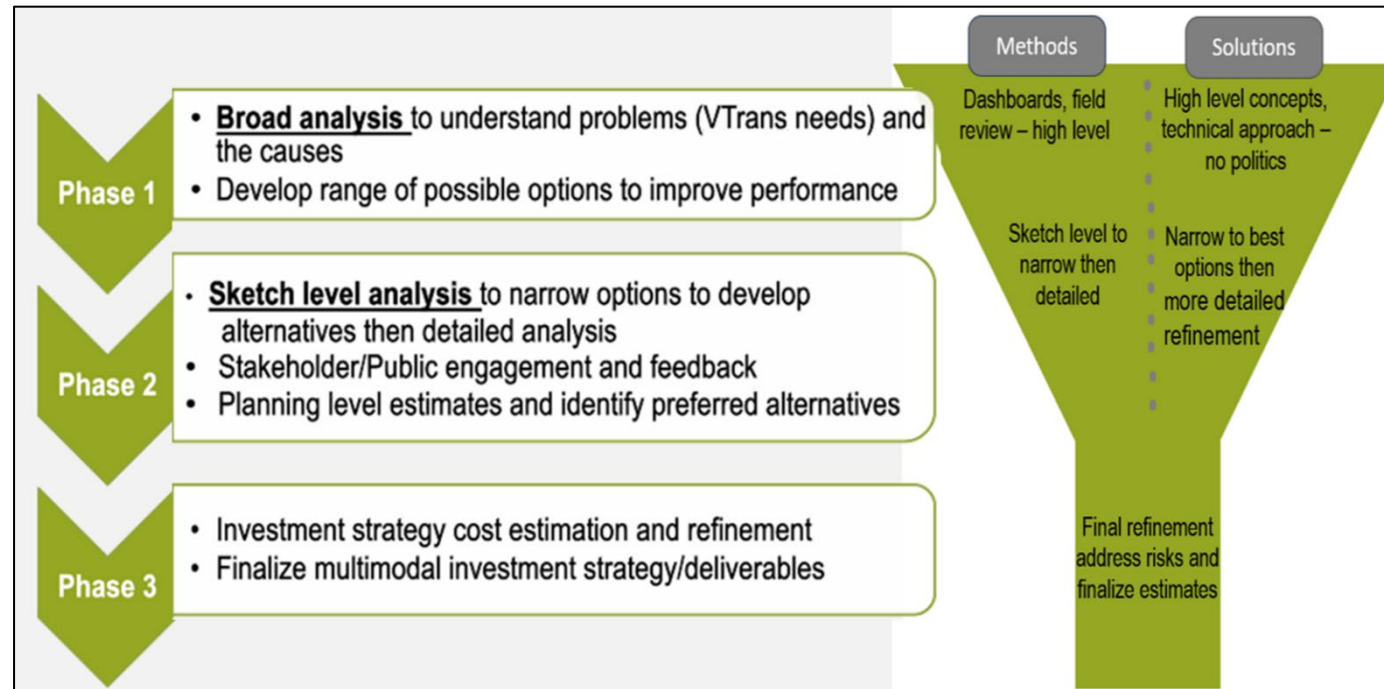 Phase 1
• Broad analysis to understand problems (VTrans needs) and
the causes
• Develop range of possible options to improve performance
Phase 2
• Sketch level analysis to narrow options to develop
alternatives then detailed analysis
• Stakeholder/Public engagement and feedback
• Planning level estimates and identify preferred alternatives
Phase 3
• Investment strategy cost estimation and refinement
• Finalize multimodal investment strategy/deliverables
Methods
Dashboards, field
review – high level
Sketch level to
narrow then
detailed
Solutions
High level concepts,
technical approach –
no politics
Narrow to best
options then
more detailed
refinement
Final refinement
address risks and
finalize estimates